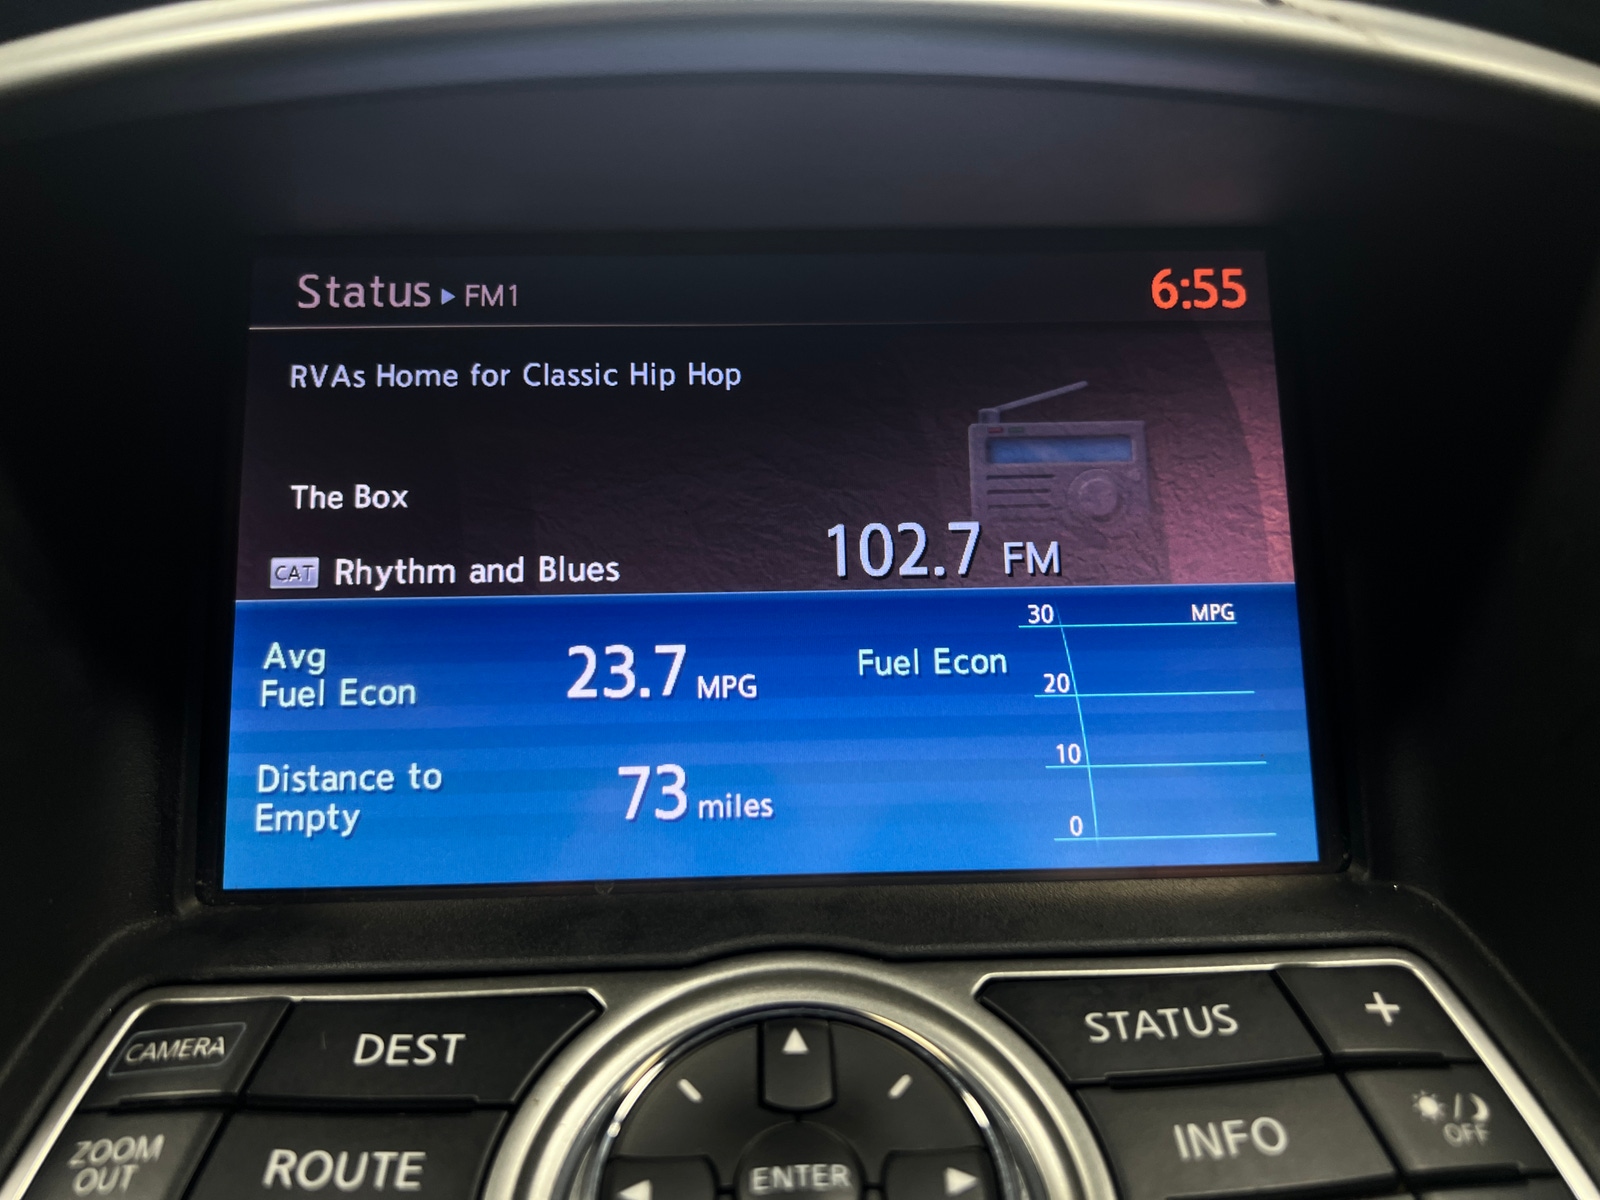 Status ▸ FM1
6:55
RVAs Home for Classic Hip Hop
The Box
CAT Rhythm and Blues
102.7 FM
Avg
Fuel Econ
23.7 MPG
Distance to
Empty
73 miles
Fuel Econ
30 MPG
20
10
0
CAMERA
DEST
STATUS
+
ZOOM
OUT
ROUTE
ENTER
INFO
OFF